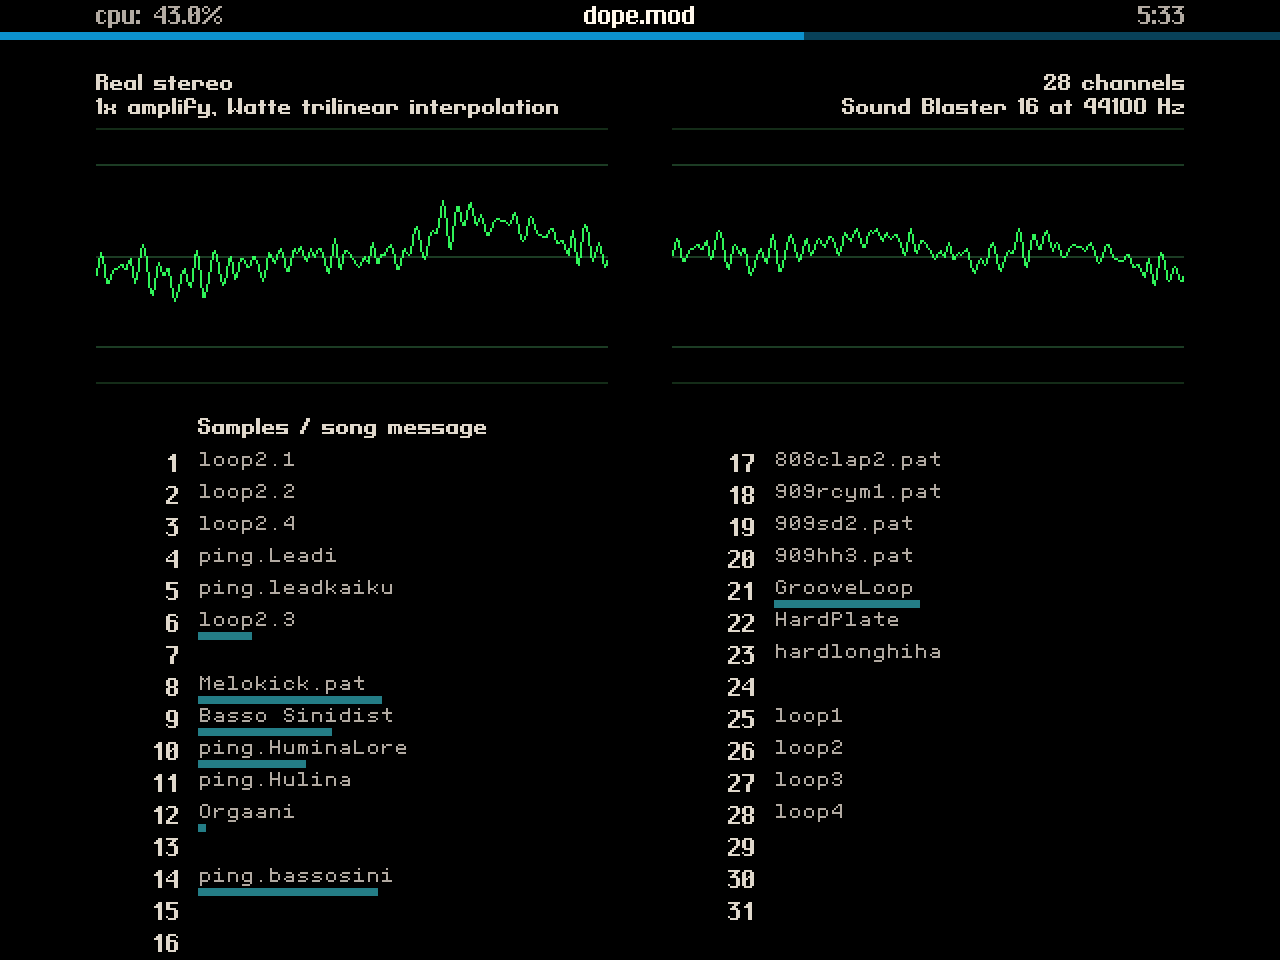 cpu: 43.0% dope.mod 5:33
Real stereo 28 channels
1x amplify, Watte trilinear interpolation Sound Blaster 16 at 44100 Hz
Samples / song message
1 loop2.1
2 loop2.2
3 loop2.4
4 ping.Leadi
5 ping.leadkaiku
6 loop2.3
7
8 Melokick.pat
9 Basso Sinidist
10 ping.HuminaLore
11 ping.Hulina
12 Orgaani
13
14 ping.bassosini
15
16
17 808clap2.pat
18 909rcym1.pat
19 909sd2.pat
20 909hh3.pat
21 GrooveLoop
22 HardPlate
23 hardlonghiha
24
25 loop1
26 loop2
27 loop3
28 loop4
29
30
31